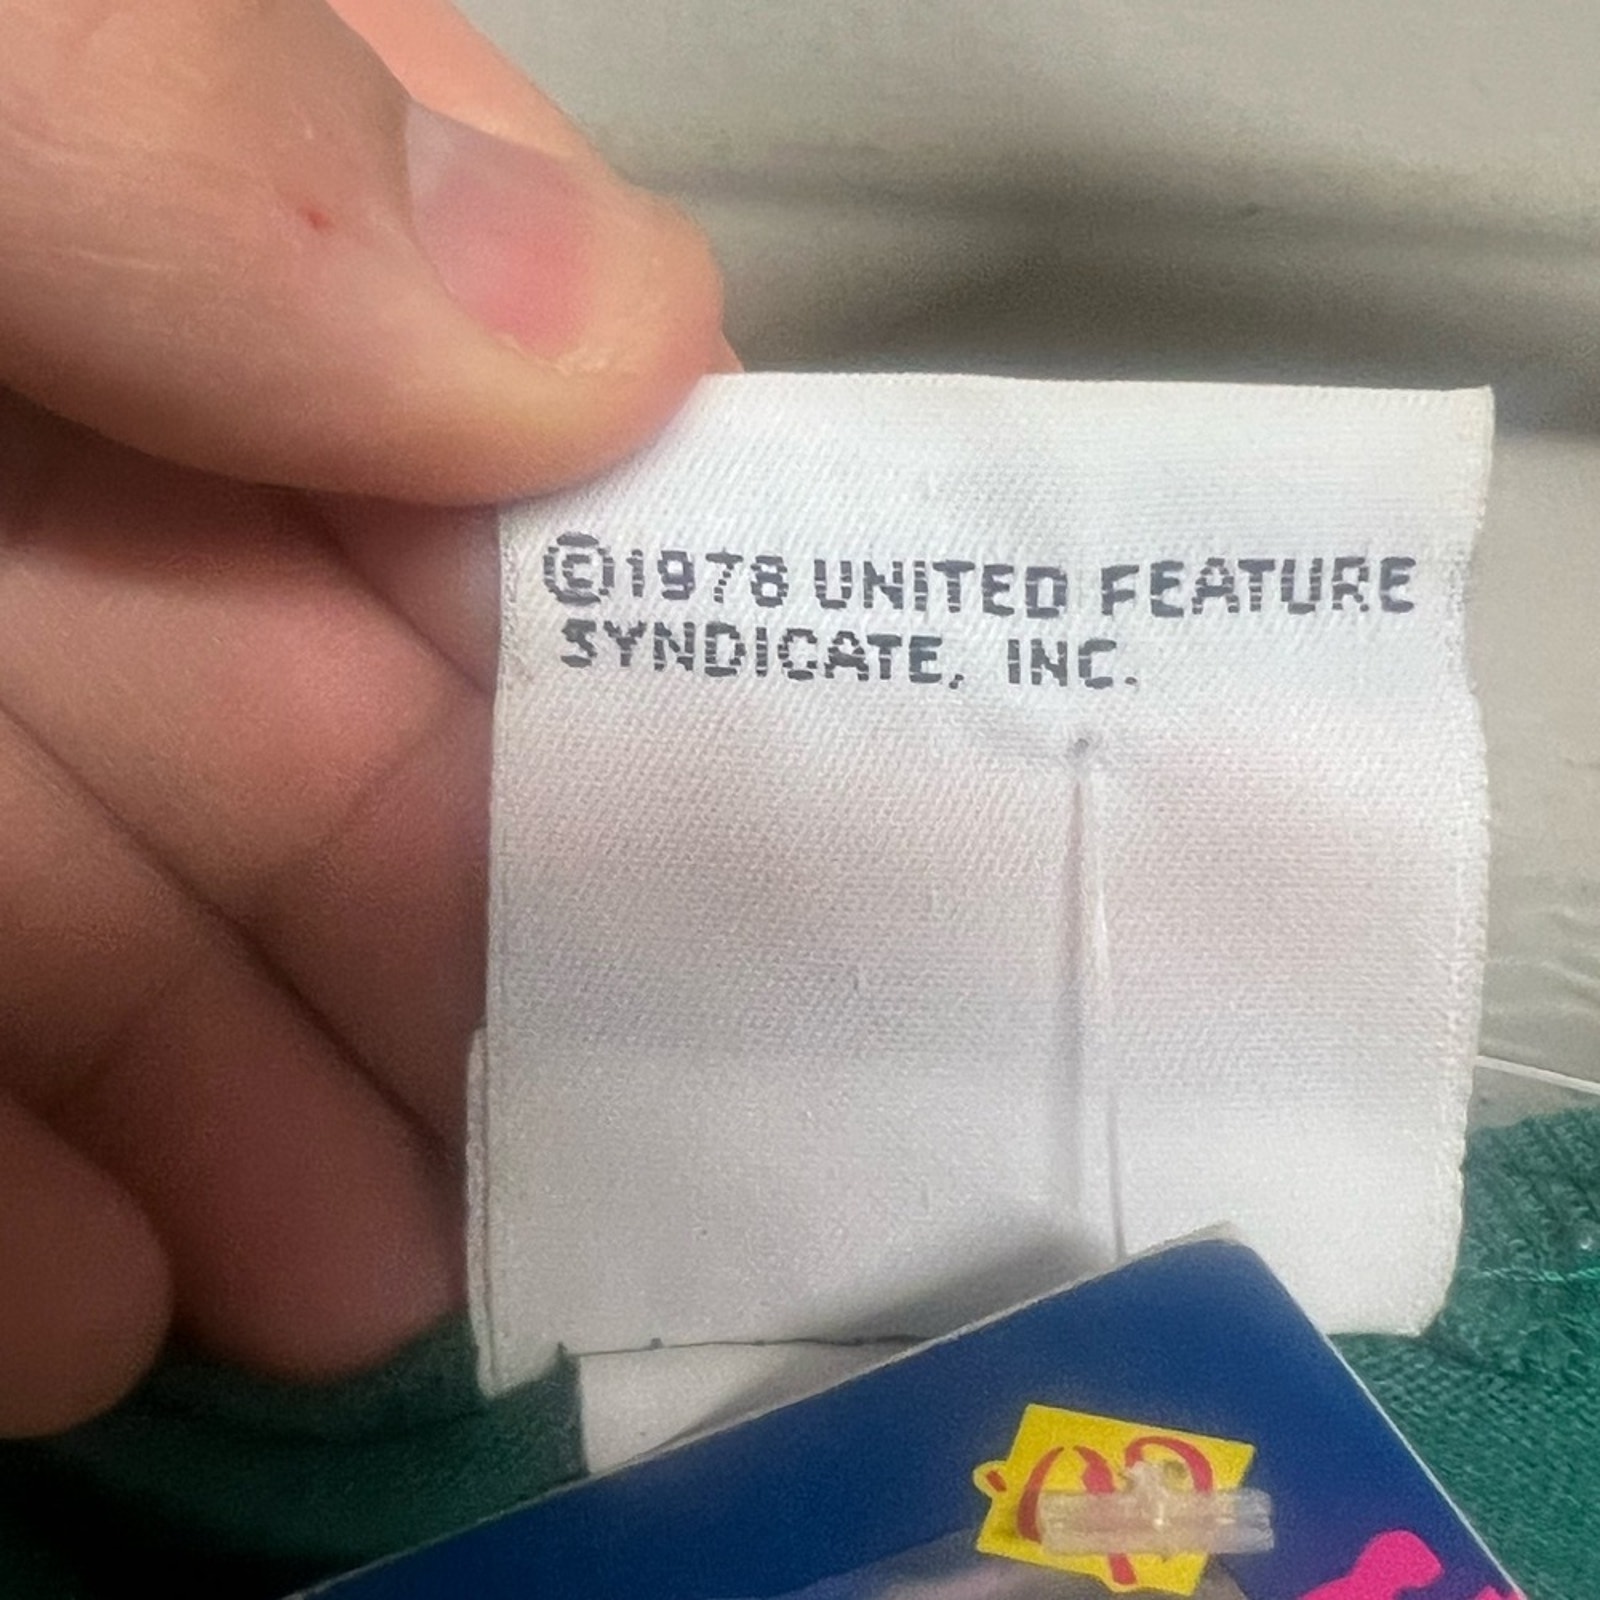 ©1978 UNITED FEATURE
SYNDICATE, INC.